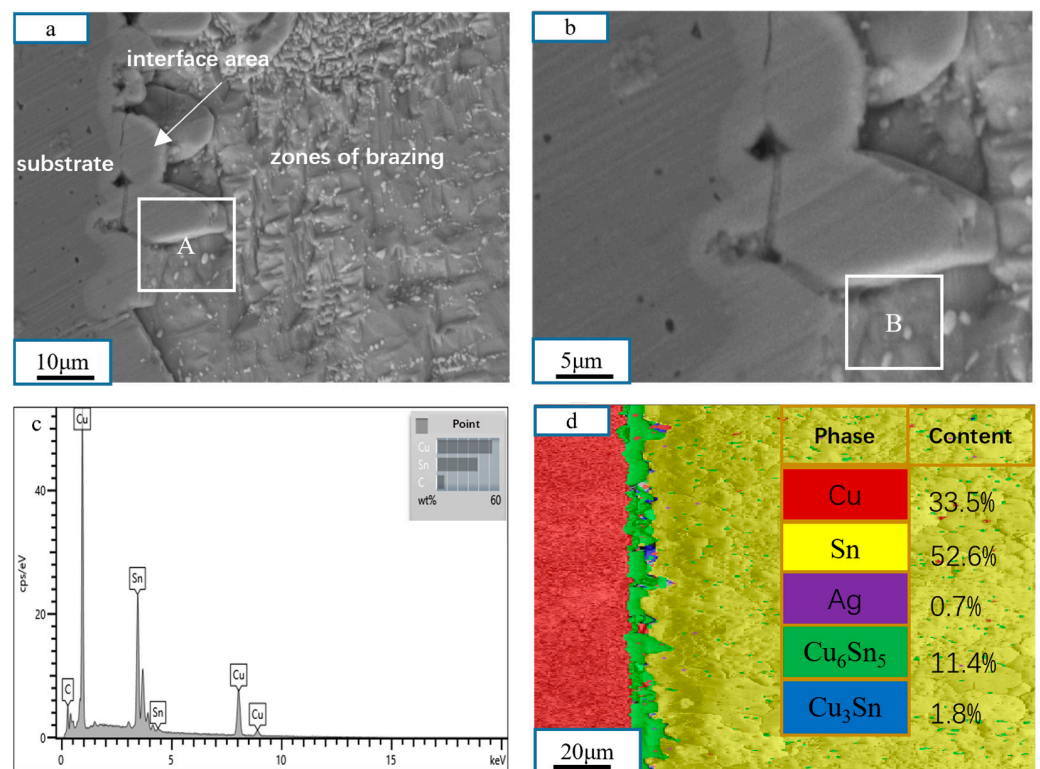 a
interface area
substrate
zones of brazing
A
10μm
b
B
5μm
c
Cu
Sn
Cu
C
Sn
Cu
Point
Cu
Sn
C
wt% 60
40
20
0
cps/eV
0 5 10 15 keV
d
Phase Content
Cu 33.5%
Sn 52.6%
Ag 0.7%
Cu₆Sn₅ 11.4%
Cu₃Sn 1.8%
20μm